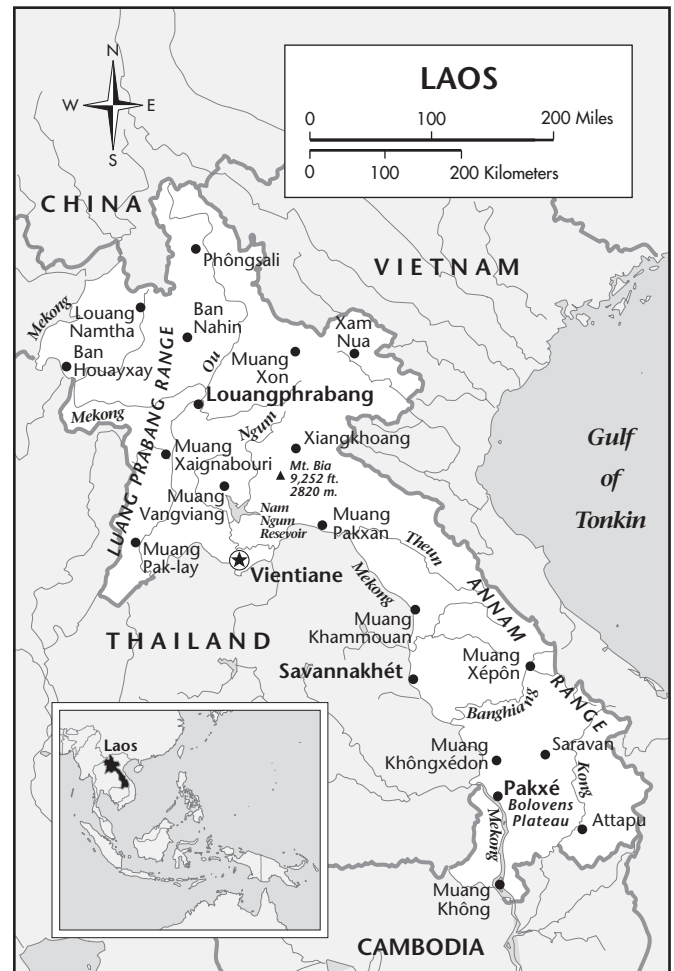 N
W E
S
LAOS
0 100 200 Miles
0 100 200 Kilometers
CHINA
VIETNAM
Phôngsali
Mekong
Louang
Namtha
Ban
Nahin
Xam
Nua
Ban
Houayxay
Ou
Muang
Xon
LUANG PRABANG RANGE
Louangphrabang
Mekong
Ngum
Xiangkhoang
Gulf
of
Tonkin
Muang
Xaignabouri
Mt. Bia
9,252 ft.
2820 m.
Muang
Vangviang
Nam
Ngum
Resevoir
Muang
Pakxan
Theun
Muang
Pak-lay
Vientiane
Mekong
ANNAM
RANGE
Muang
Khammouan
THAILAND
Savannakhét
Muang
Xépôn
Banghiang
Laos
Muang
Khôngxédon
Saravan
Kong
Pakxé
Bolovens
Plateau
Attapu
Mekong
Muang
Không
CAMBODIA